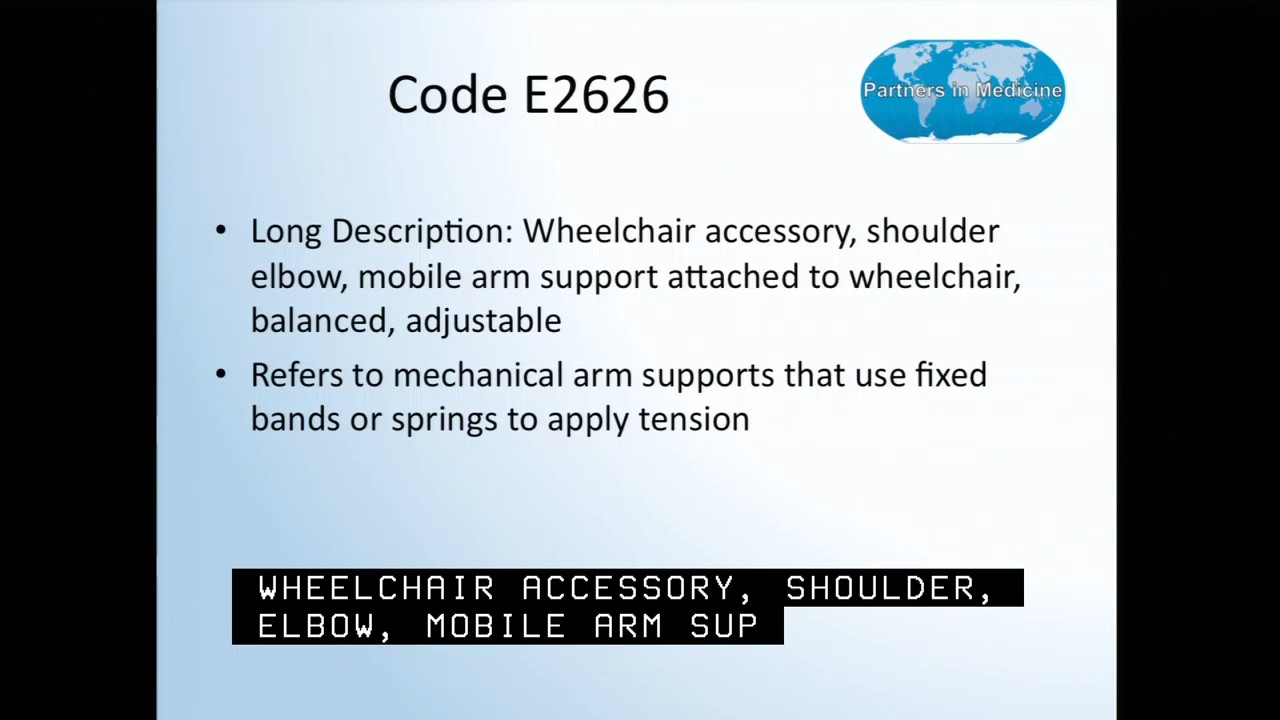 Code E2626
Partners in Medicine
• Long Description: Wheelchair accessory, shoulder
elbow, mobile arm support attached to wheelchair,
balanced, adjustable
• Refers to mechanical arm supports that use fixed
bands or springs to apply tension
WHEELCHAIR ACCESSORY, SHOULDER,
ELBOW, MOBILE ARM SUP